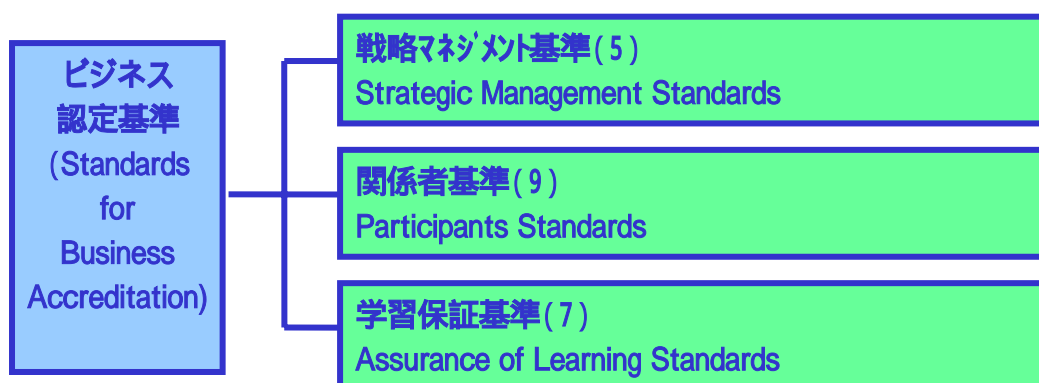 ビジネス
認定基準
(Standards
for
Business
Accreditation)
戦略ﾏﾈｼﾞﾒﾝﾄ基準(5)
Strategic Management Standards
関係者基準(9)
Participants Standards
学習保証基準(7)
Assurance of Learning Standards